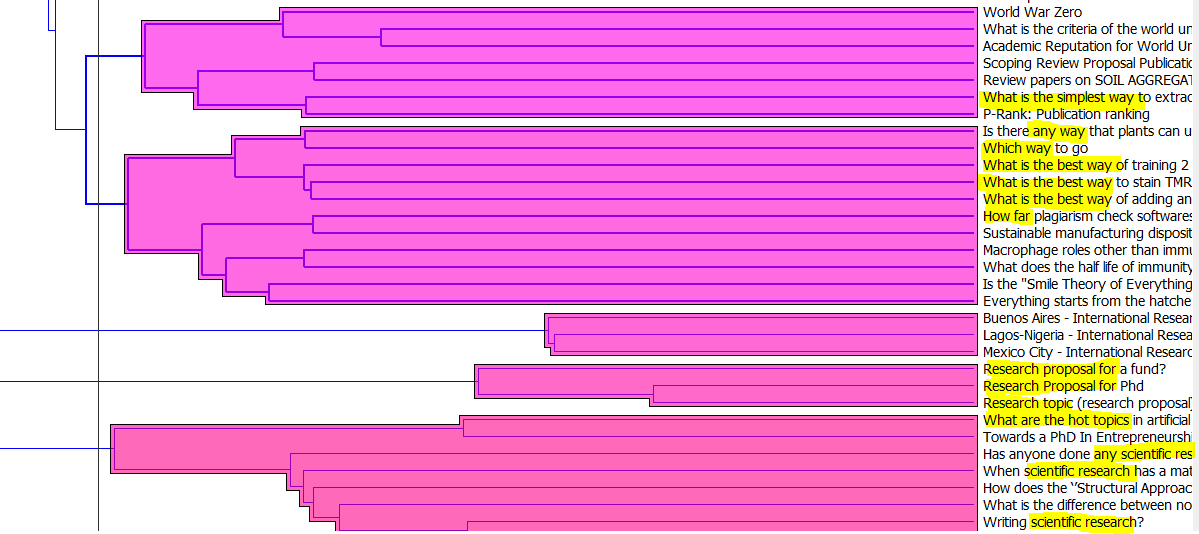 World War Zero
What is the criteria of the world un
Academic Reputation for World Un
Scoping Review Proposal Publicatio
Review papers on SOIL AGGREGAT
What is the simplest way to extrac
P-Rank: Publication ranking
Is there any way that plants can u
Which way to go
What is the best way of training 2
What is the best way to stain TMR
What is the best way of adding an
How far plagiarism check softwares
Sustainable manufacturing disposit
Macrophage roles other than immu
What does the half life of immunity
Is the "Smile Theory of Everything
Everything starts from the hatche
Buenos Aires - International Resear
Lagos-Nigeria - International Resea
Mexico City - International Researc
Research proposal for a fund?
Research Proposal for Phd
Research topic (research proposal)
What are the hot topics in artificial
Towards a PhD In Entrepreneurshi
Has anyone done any scientific res
When scientific research has a mat
How does the ‘’Structural Approac
What is the difference between no
Writing scientific research?